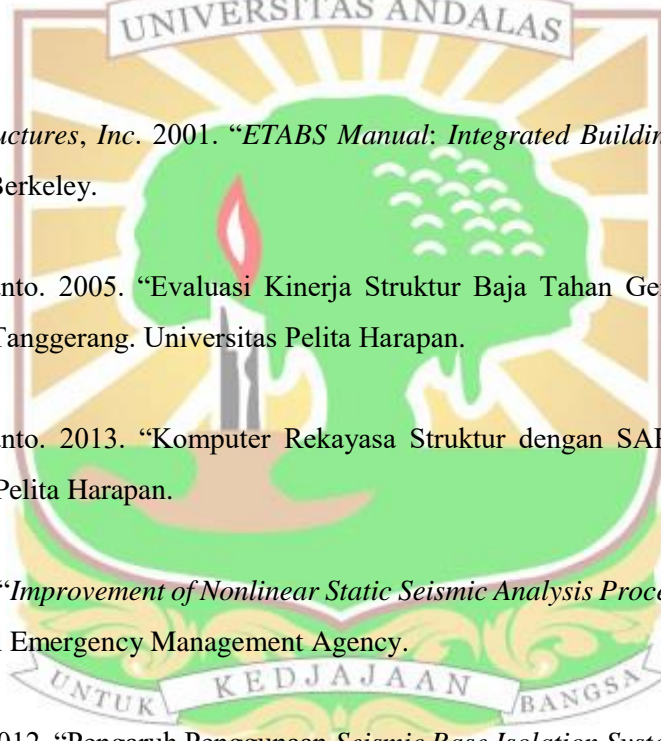 UNIVERSITAS ANDALAS
uctures, Inc. 2001. “ETABS Manual: Integrated Buildin
Berkeley.
nto. 2005. “Evaluasi Kinerja Struktur Baja Tahan Ge
Tanggerang. Universitas Pelita Harapan.
nto. 2013. “Komputer Rekayasa Struktur dengan SA
Pelita Harapan.
“Improvement of Nonlinear Static Seismic Analysis Proce
Emergency Management Agency.
UNTUK KEDJAJAAN BANGSA
012. “Pengaruh Penggunaan Seismic Base Isolation Syst